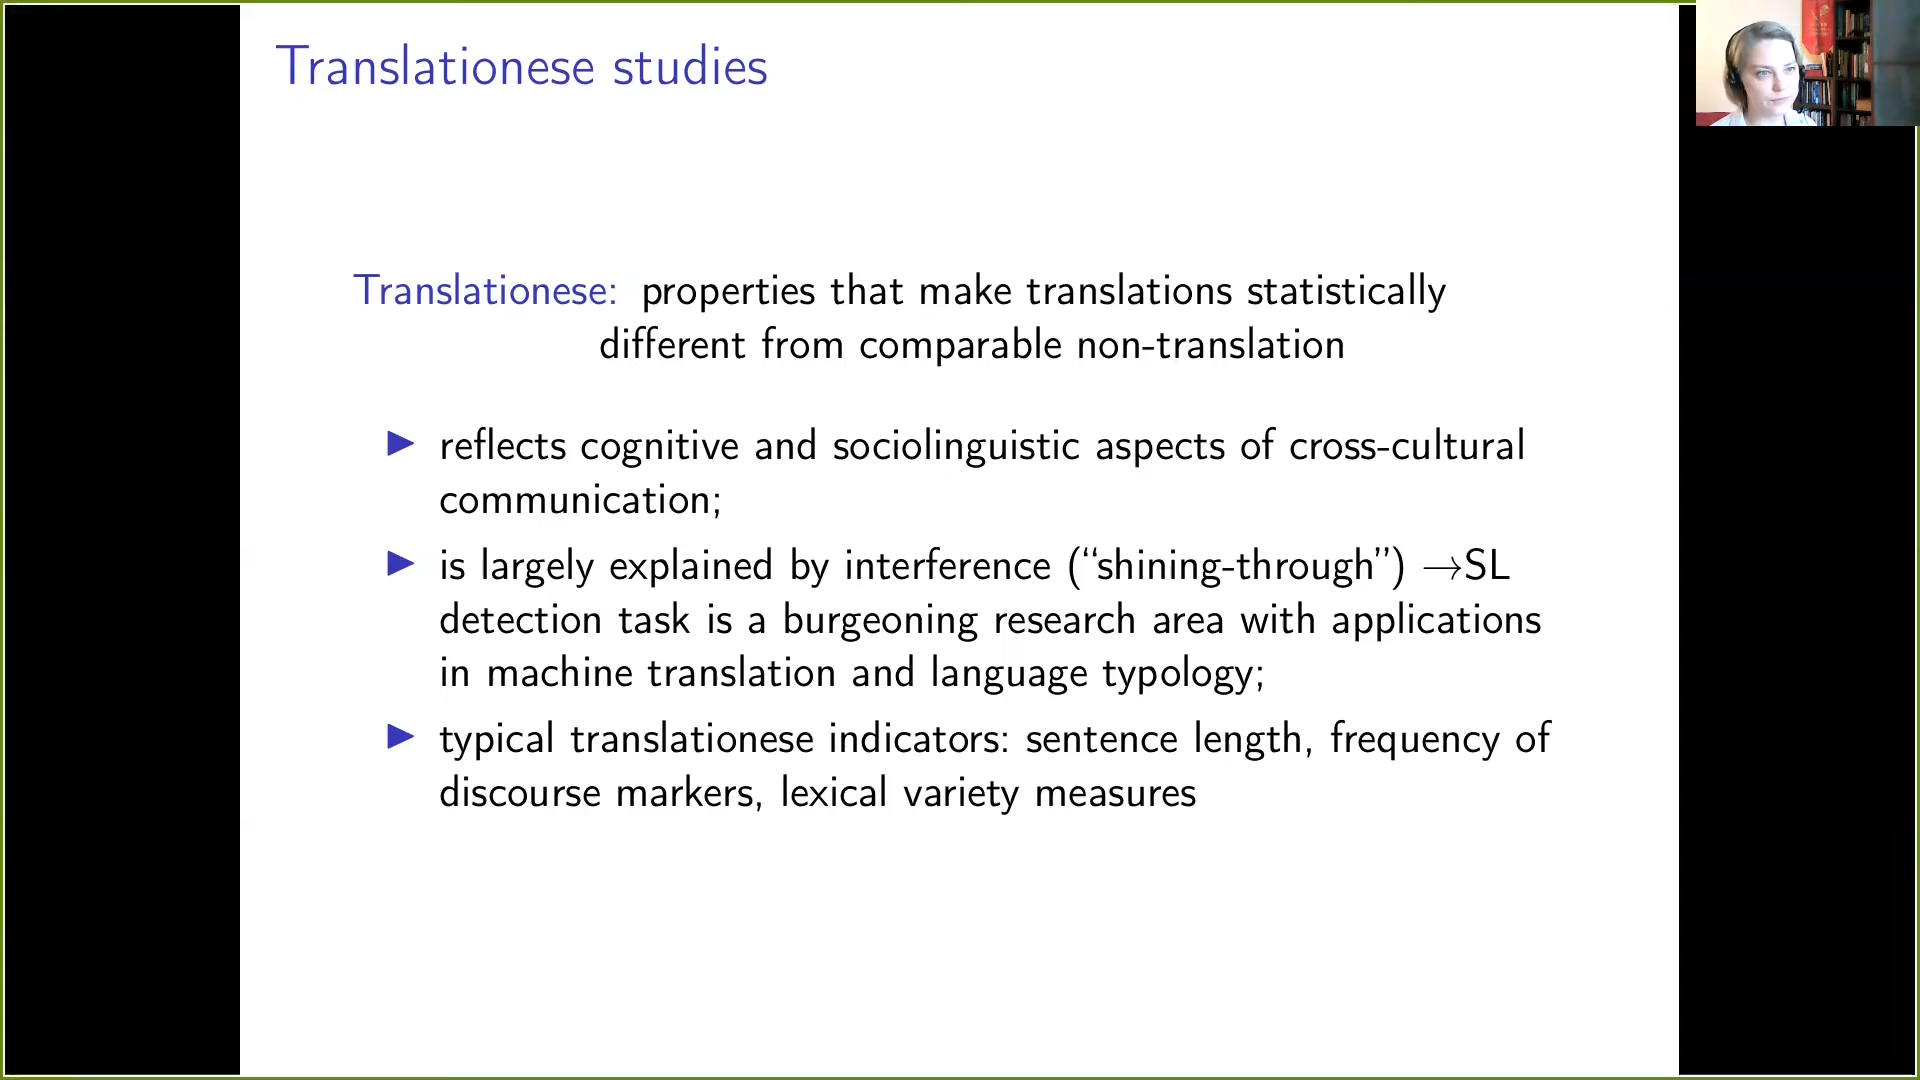 Translationese studies
Translationese: properties that make translations statistically
different from comparable non-translation
▶ reflects cognitive and sociolinguistic aspects of cross-cultural
communication;
▶ is largely explained by interference (“shining-through”) →SL
detection task is a burgeoning research area with applications
in machine translation and language typology;
▶ typical translationese indicators: sentence length, frequency of
discourse markers, lexical variety measures